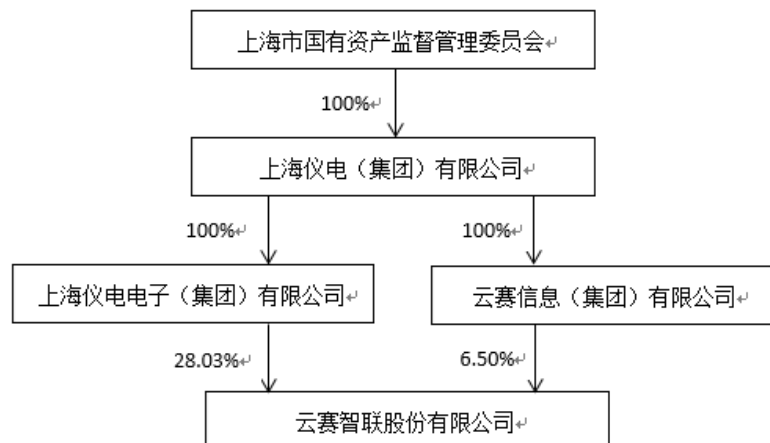 上海市国有资产监督管理委员会
100%
上海仪电（集团）有限公司
100%
100%
上海仪电电子（集团）有限公司
云赛信息（集团）有限公司
28.03%
6.50%
云赛智联股份有限公司